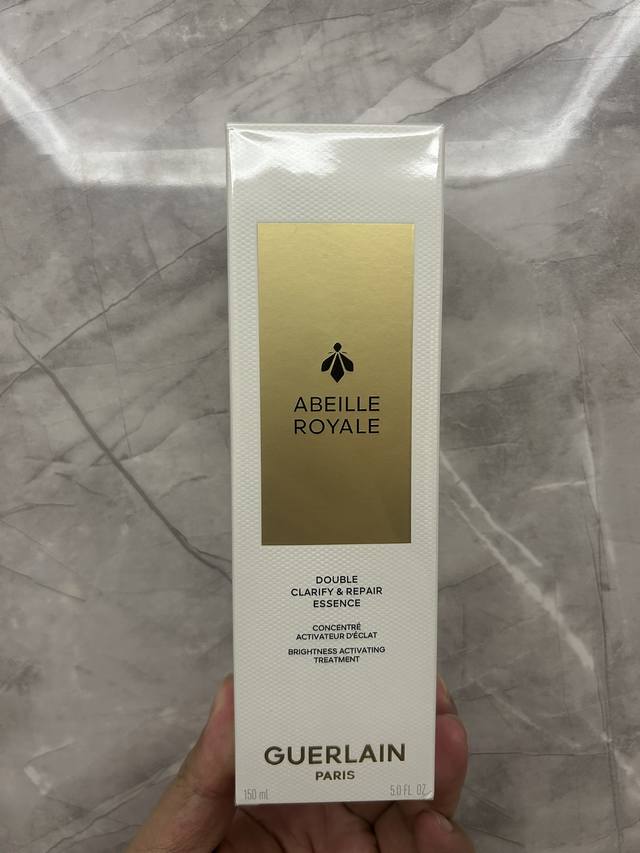 ABEILLE
ROYALE
DOUBLE
CLARIFY & REPAIR
ESSENCE
CONCENTRÉ
ACTIVATEUR D'ÉCLAT
BRIGHTNESS ACTIVATING
TREATMENT
GUERLAIN
PARIS
150 mL 5.0 FL. OZ.